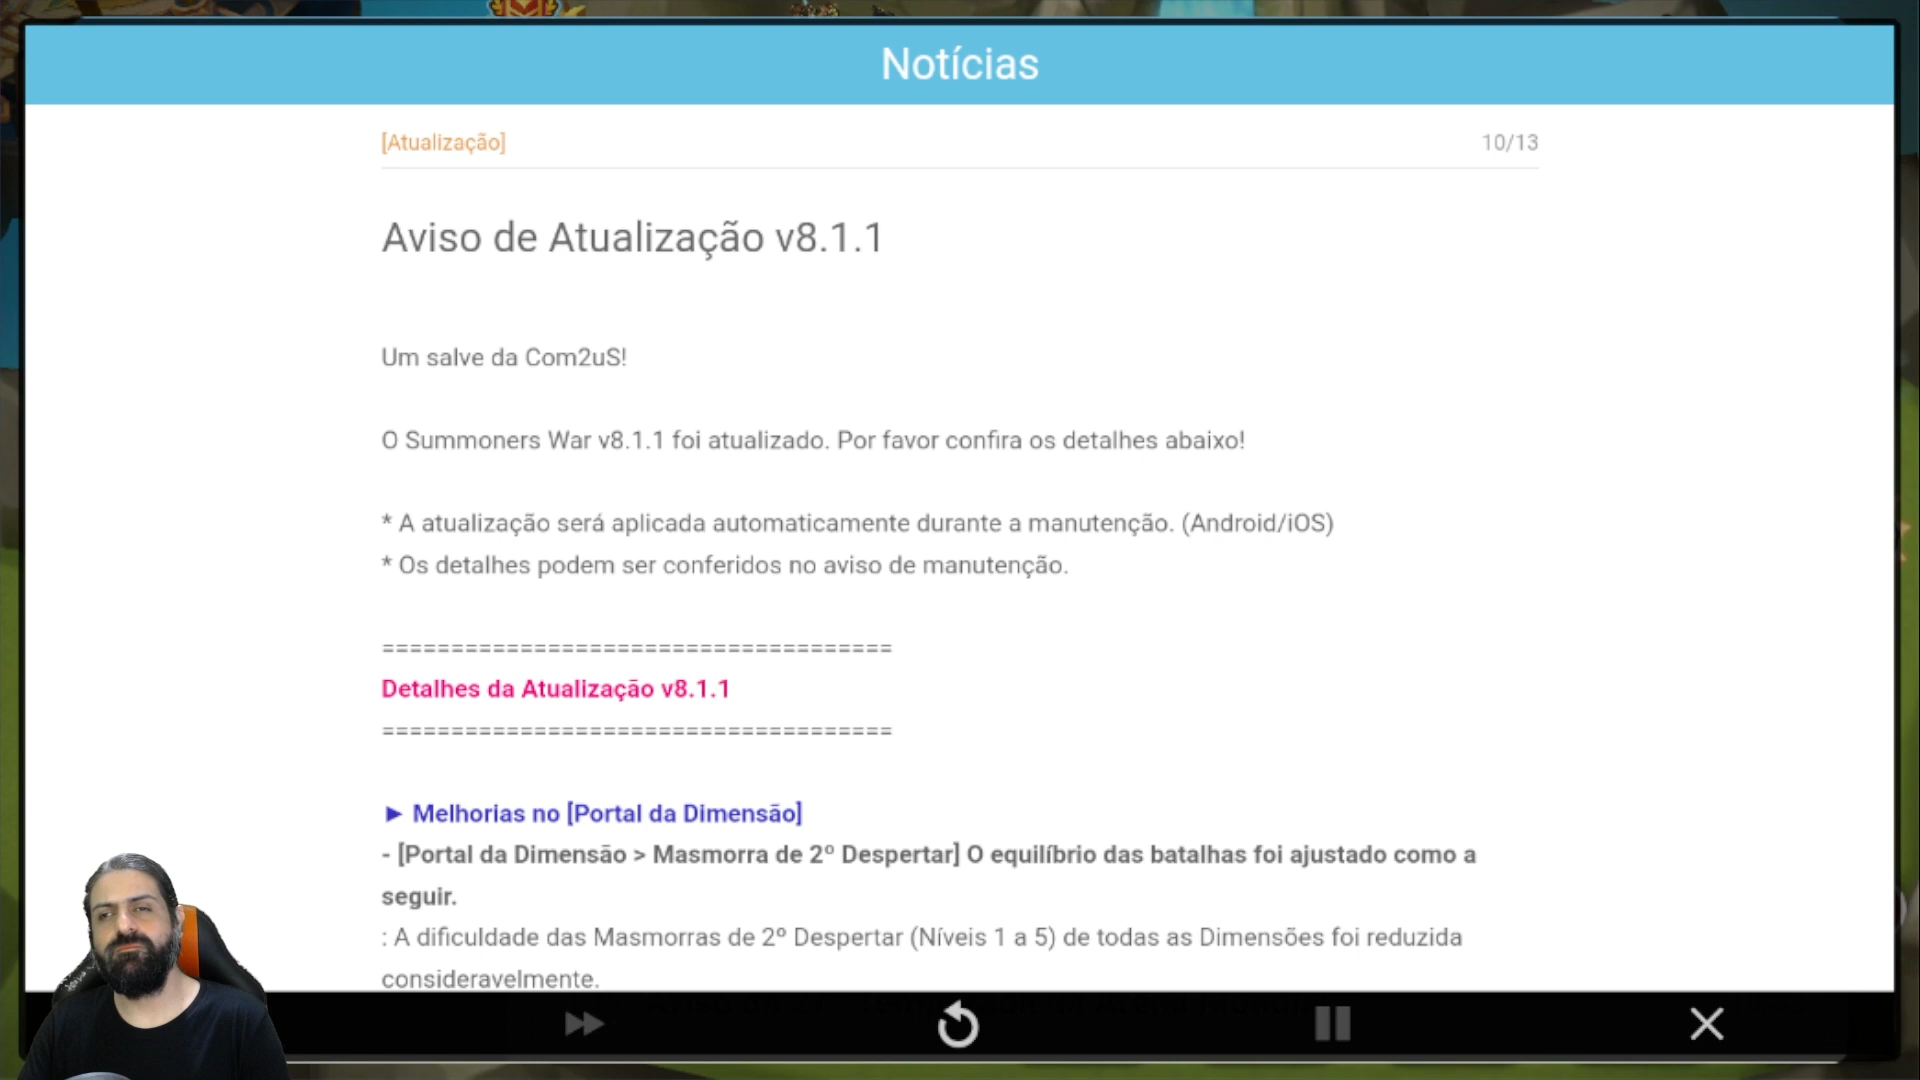 Notícias
[Atualização] 10/13
Aviso de Atualização v8.1.1
Um salve da Com2uS!
O Summoners War v8.1.1 foi atualizado. Por favor confira os detalhes abaixo!
* A atualização será aplicada automaticamente durante a manutenção. (Android/iOS)
* Os detalhes podem ser conferidos no aviso de manutenção.
=====================================
Detalhes da Atualização v8.1.1
=====================================
► Melhorias no [Portal da Dimensão]
- [Portal da Dimensão > Masmorra de 2º Despertar] O equilíbrio das batalhas foi ajustado como a
seguir.
: A dificuldade das Masmorras de 2º Despertar (Níveis 1 a 5) de todas as Dimensões foi reduzida
consideravelmente.